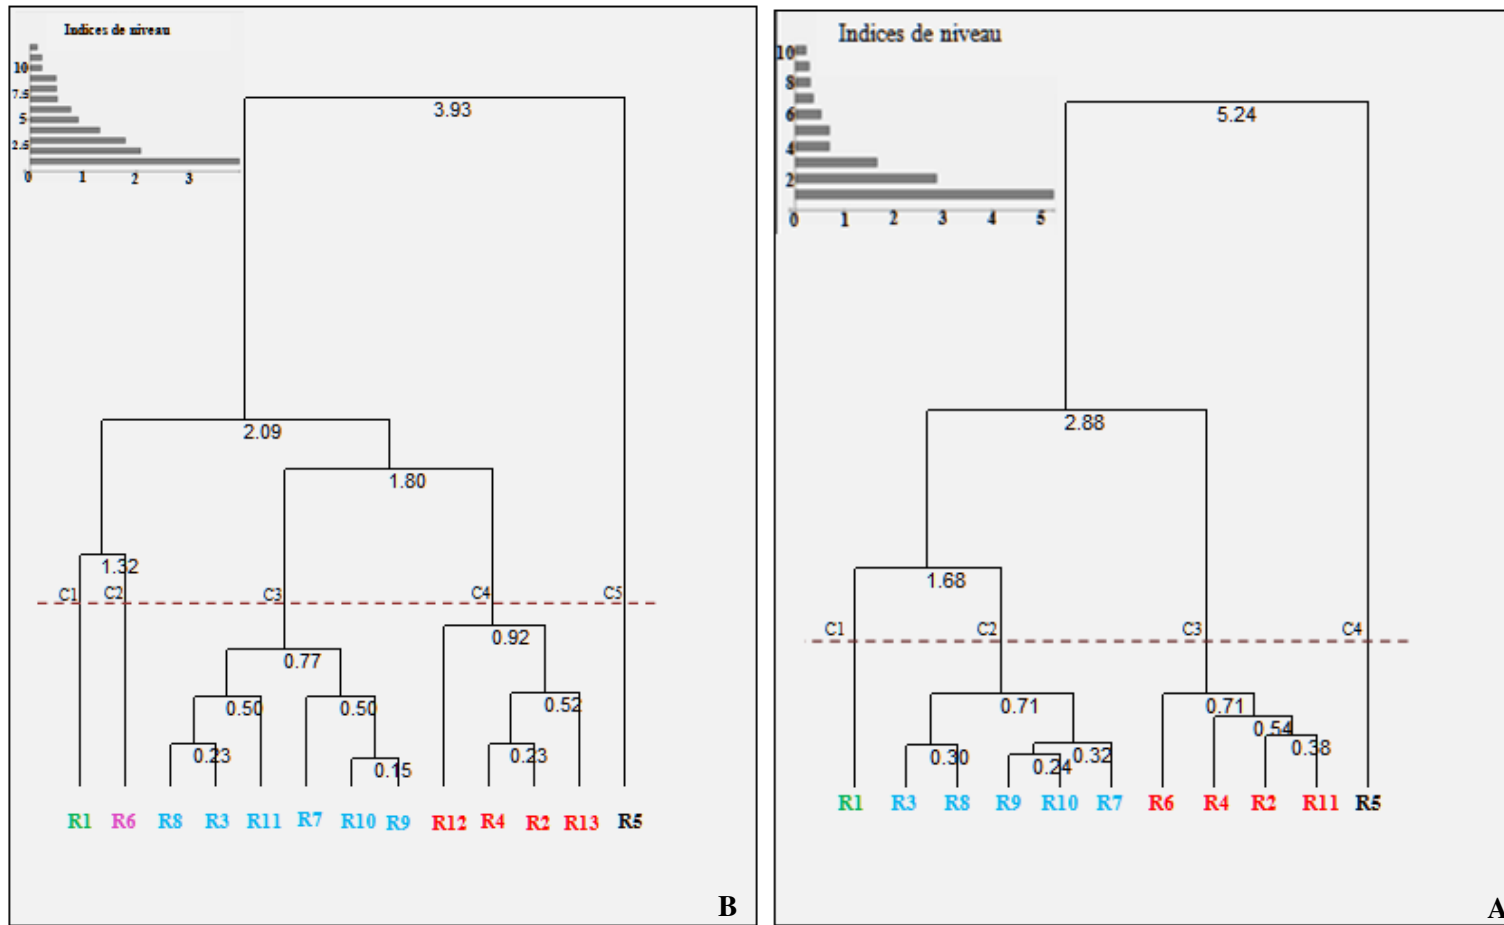 Indices de niveau
10
7.5
5
2.5
0 1 2 3
3.93
2.09
1.80
1.32
C1 C2 C3 C4 C5
0.92
0.77
0.50 0.50 0.52
0.23 0.15 0.23
R1 R6 R8 R3 R11 R7 R10 R9 R12 R4 R2 R13 R5
B
Indices de niveau
10
8
6
4
2
0 1 2 3 4 5
5.24
2.88
1.68
C1 C2 C3 C4
0.71 0.71
0.54
0.30 0.24 0.32 0.38
R1 R3 R8 R9 R10 R7 R6 R4 R2 R11 R5
A